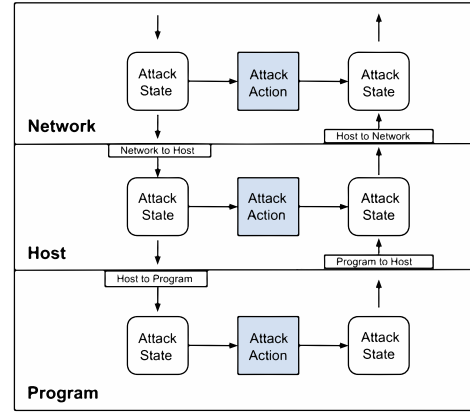 Attack
State
Attack
Action
Attack
State
Network
Host to Network
Network to Host
Attack
State
Attack
Action
Attack
State
Host
Program to Host
Host to Program
Attack
State
Attack
Action
Attack
State
Program